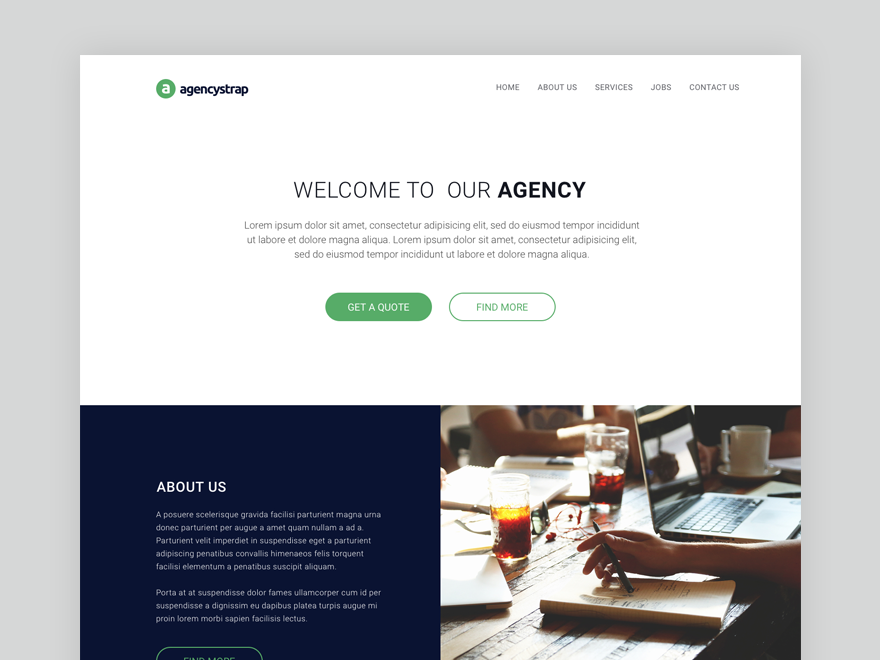 a agencystrap
HOME ABOUT US SERVICES JOBS CONTACT US
WELCOME TO OUR AGENCY
Lorem ipsum dolor sit amet, consectetur adipisicing elit, sed do eiusmod tempor incididunt
ut labore et dolore magna aliqua. Lorem ipsum dolor sit amet, consectetur adipisicing elit,
sed do eiusmod tempor incididunt ut labore et dolore magna aliqua.
GET A QUOTE FIND MORE
ABOUT US
A posuere scelerisque gravida facilisi parturient magna urna
donec parturient per augue a amet quam nullam a ad a.
Parturient velit imperdiet in suspendisse eget a parturient
adipiscing penatibus convallis himenaeos felis torquent
facilisi elementum a penatibus suscipit aliquam.
Porta at at suspendisse dolor fames ullamcorper cum id per
suspendisse a dignissim eu dapibus platea turpis augue mi
proin lorem morbi sapien facilisis lectus.
FIND MORE